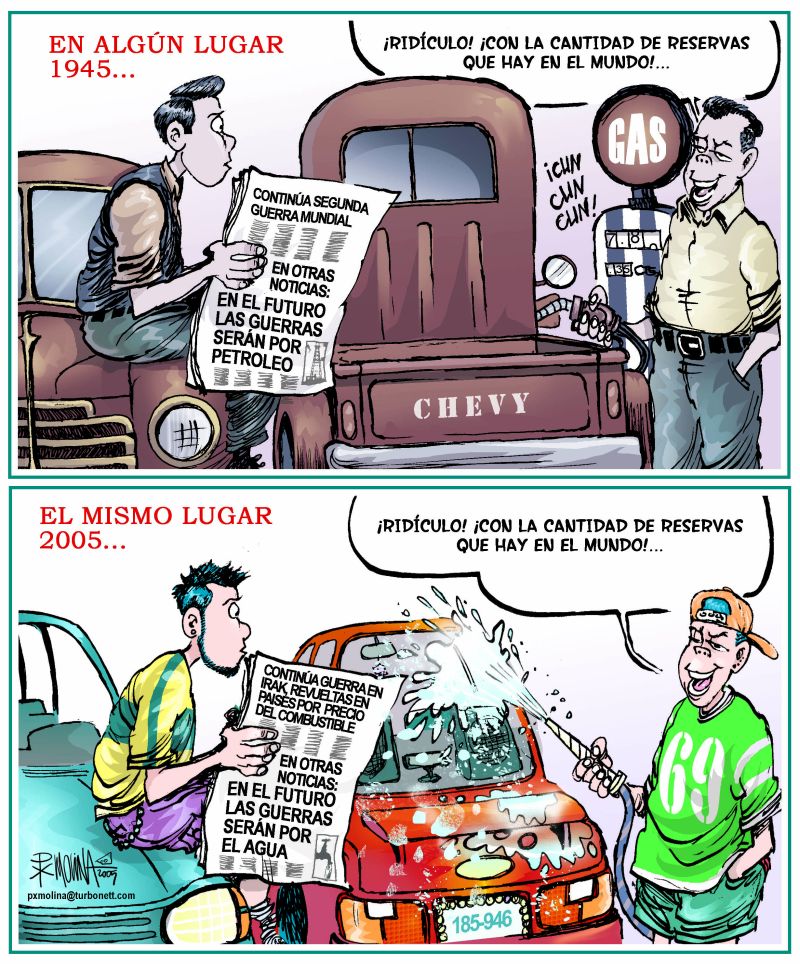 EN ALGÚN LUGAR
1945...
¡RIDÍCULO! ¡CON LA CANTIDAD DE RESERVAS
QUE HAY EN EL MUNDO!...
GAS
¡CUN
CUN
CUN!
CONTINÚA SEGUNDA
GUERRA MUNDIAL
EN OTRAS
NOTICIAS:
EN EL FUTURO
LAS GUERRAS
SERÁN POR
PETROLEO
CHEVY
EL MISMO LUGAR
2005...
¡RIDÍCULO! ¡CON LA CANTIDAD DE RESERVAS
QUE HAY EN EL MUNDO!...
CONTINÚA GUERRA EN
IRAK, REVUELTAS EN
PAISES POR PRECIO
DEL COMBUSTIBLE
EN OTRAS
NOTICIAS:
EN EL FUTURO
LAS GUERRAS
SERÁN POR
EL AGUA
69
185-946
PX MOLINA
2005
pxmolina@turbonett.com